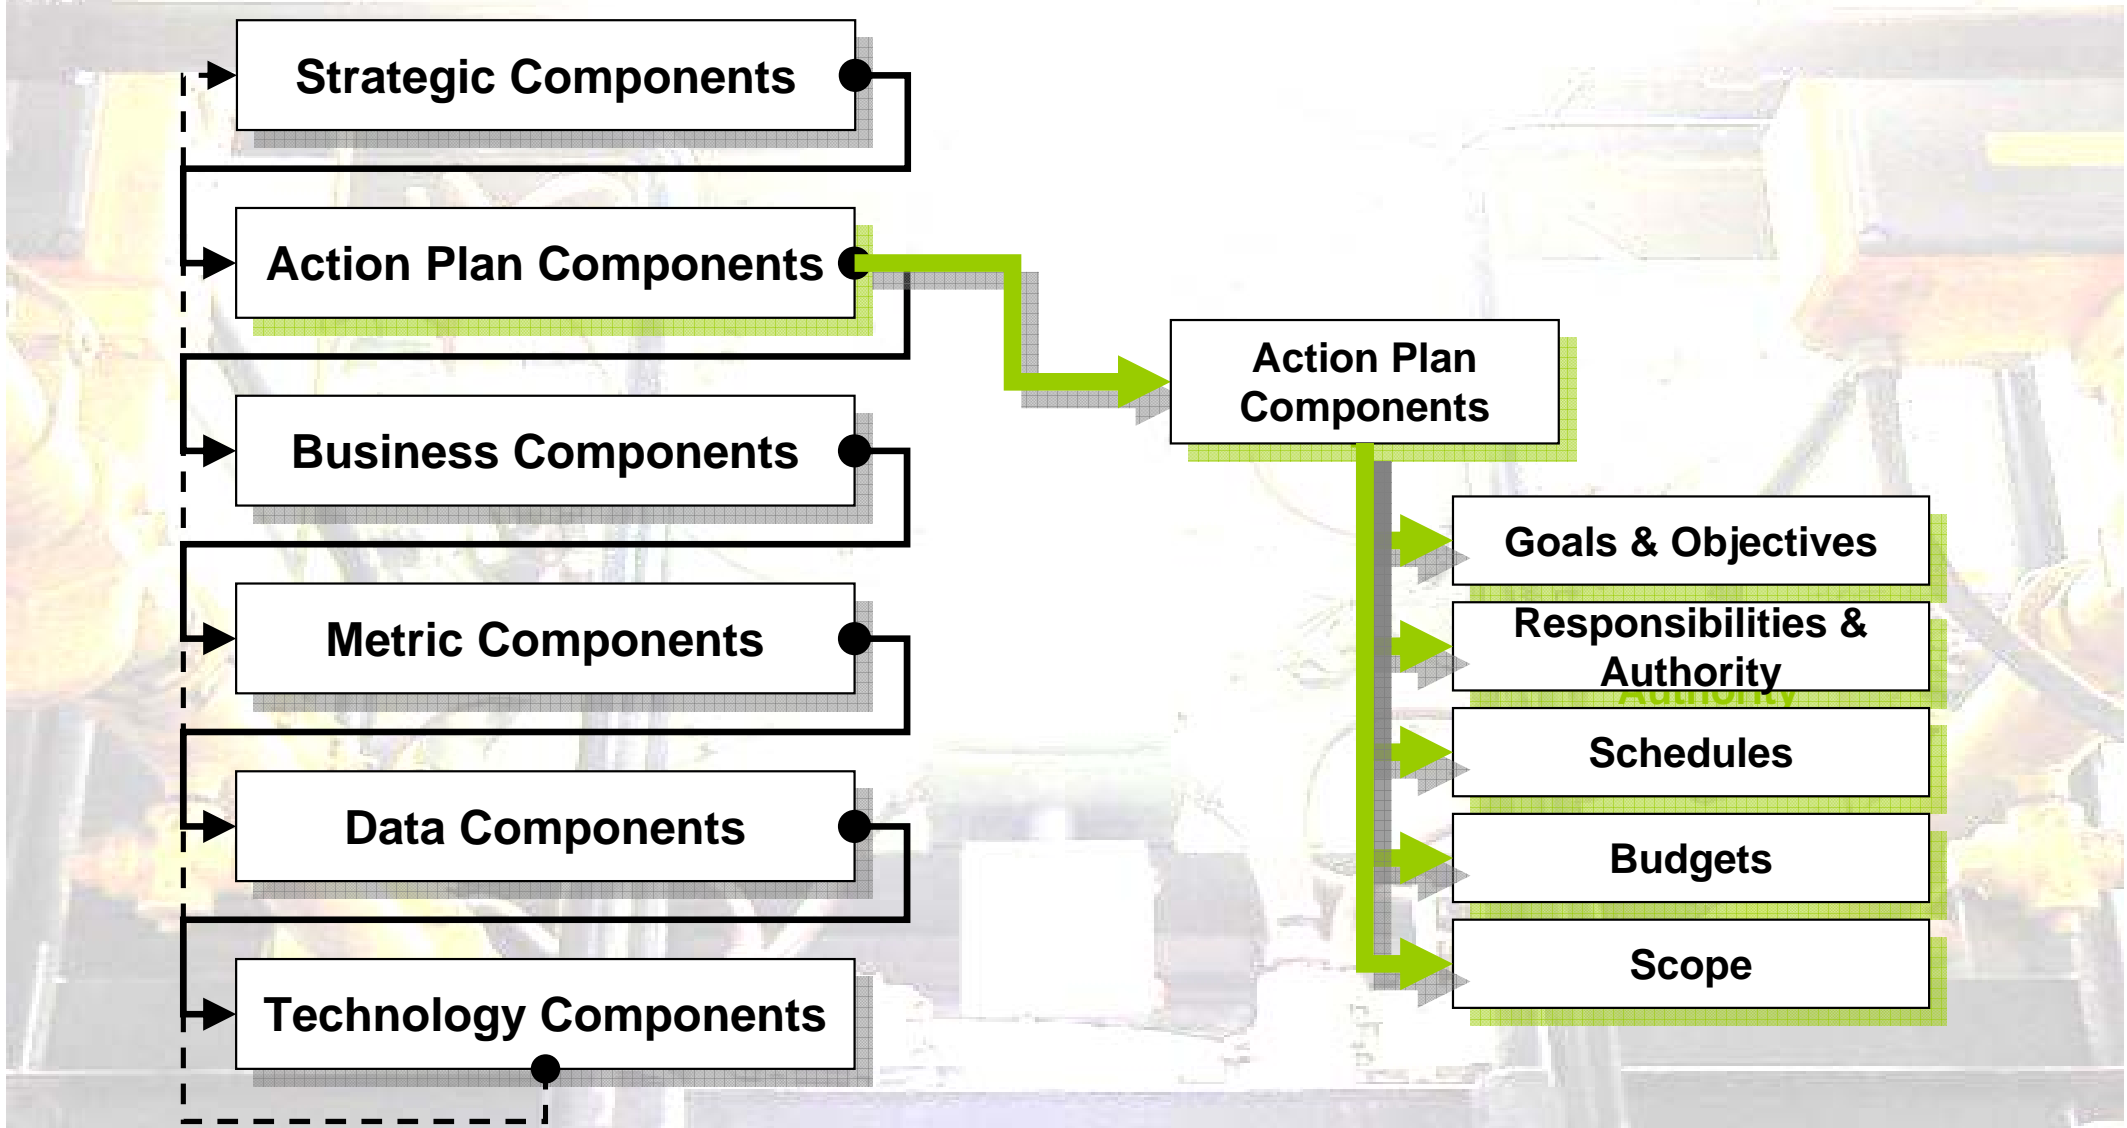 Strategic Components
Action Plan Components
Business Components
Metric Components
Data Components
Technology Components
Action Plan
Components
Goals & Objectives
Responsibilities &
Authority
Schedules
Budgets
Scope